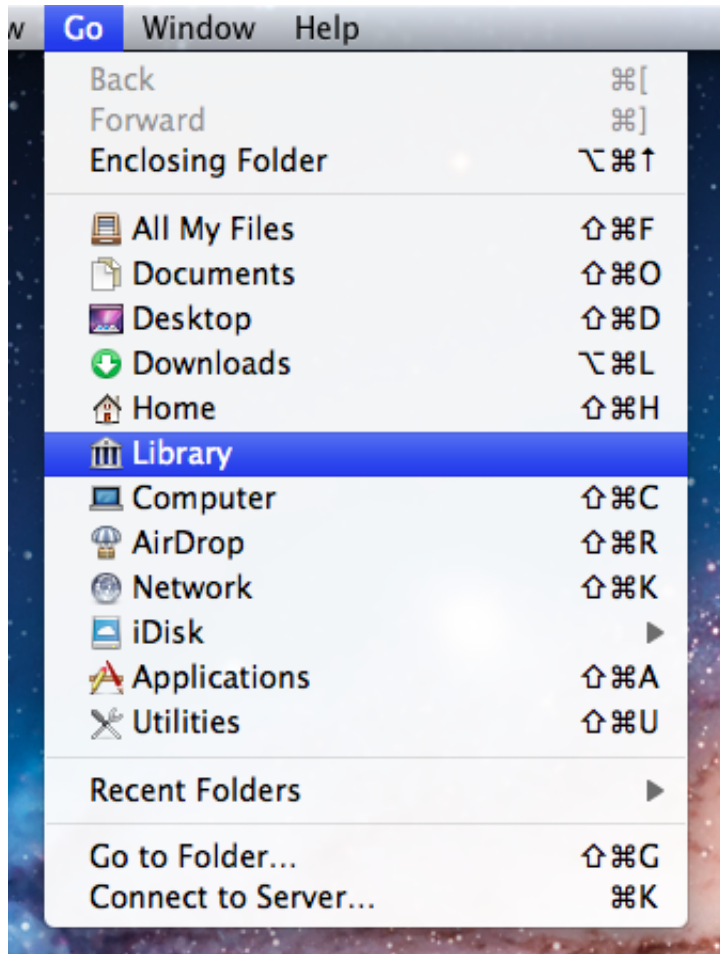 w Go Window Help
Back ⌘[
Forward ⌘]
Enclosing Folder ⌥⌘↑
All My Files ⇧⌘F
Documents ⇧⌘O
Desktop ⇧⌘D
Downloads ⌥⌘L
Home ⇧⌘H
Library
Computer ⇧⌘C
AirDrop ⇧⌘R
Network ⇧⌘K
iDisk ▶
Applications ⇧⌘A
Utilities ⇧⌘U
Recent Folders ▶
Go to Folder... ⇧⌘G
Connect to Server... ⌘K